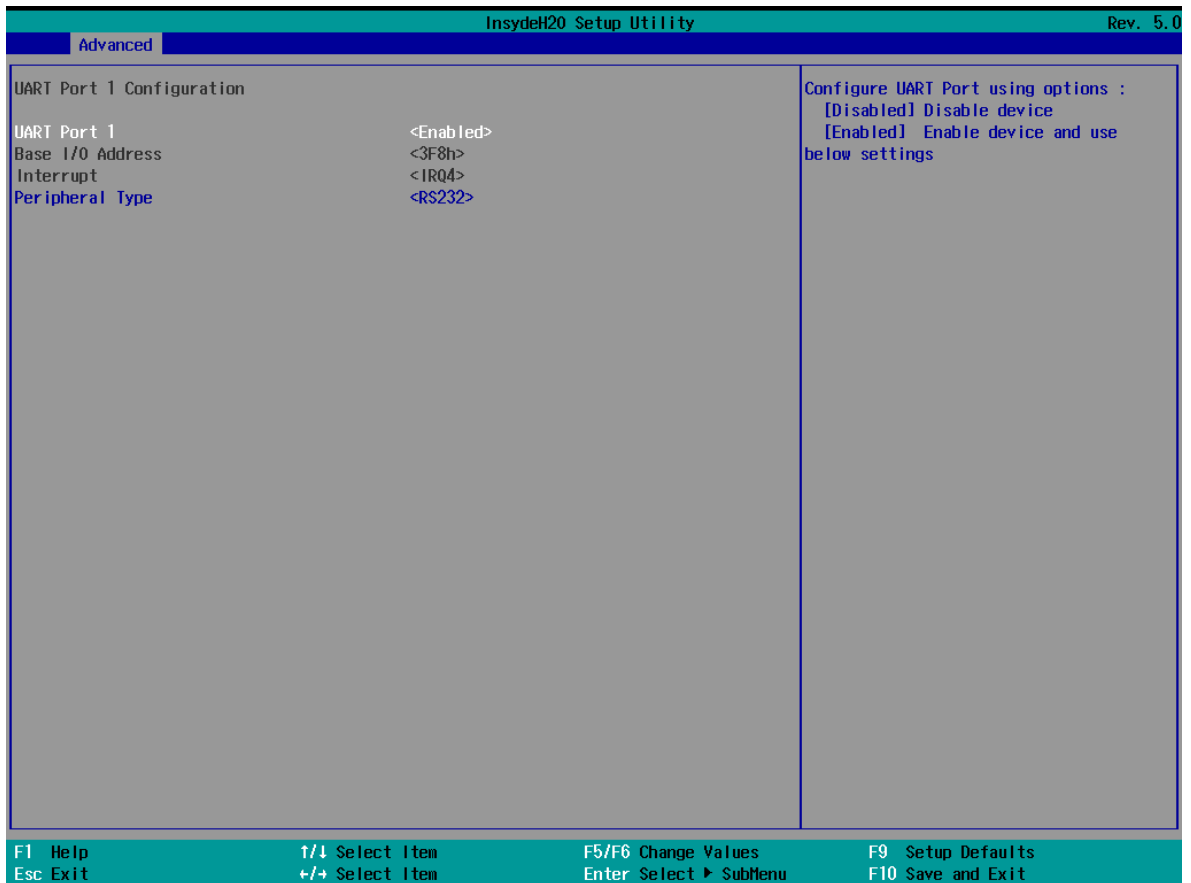 InsydeH20 Setup Utility Rev. 5.0
Advanced
UART Port 1 Configuration
UART Port 1 <Enabled>
Base I/O Address <3F8h>
Interrupt <IRQ4>
Peripheral Type <RS232>
Configure UART Port using options :
[Disabled] Disable device
[Enabled] Enable device and use
below settings
F1 Help ↑/↓ Select Item F5/F6 Change Values F9 Setup Defaults
Esc Exit ←/→ Select Item Enter Select ▶ SubMenu F10 Save and Exit